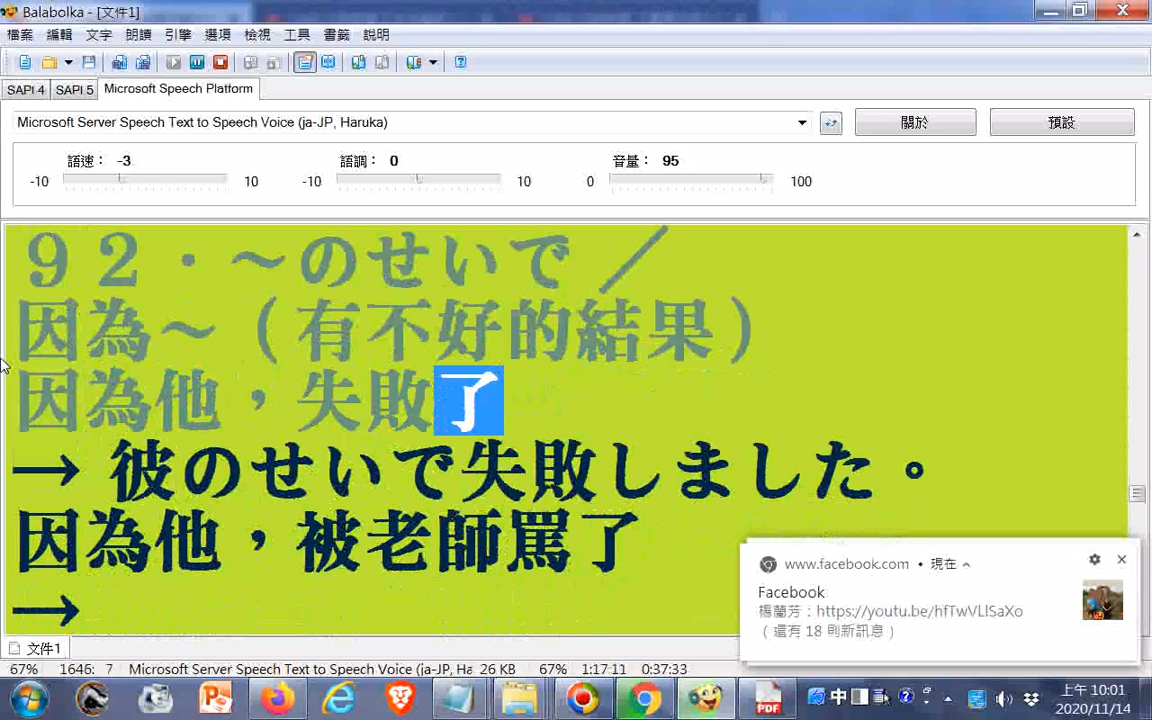 Balabolka - [文件1]
檔案 編輯 文字 朗讀 引擎 選項 檢視 工具 書籤 說明
SAPI 4 SAPI 5 Microsoft Speech Platform
Microsoft Server Speech Text to Speech Voice (ja-JP, Haruka) 關於 預設
語速： -3 語調： 0 音量： 95
-10 10 -10 10 0 100
９２．～のせいで／
因為～（有不好的結果）
因為他，失敗了
→ 彼のせいで失敗しました。
因為他，被老師罵了
→
www.facebook.com • 現在
Facebook
楊蘭芳：https://youtu.be/hfTwVLlSaXo
（還有 18 則新訊息）
文件1
67% 1646: 7 Microsoft Server Speech Text to Speech Voice (ja-JP, Ha 26 KB 67% 1:17:11 0:37:33
PDF 中 上午 10:01
2020/11/14